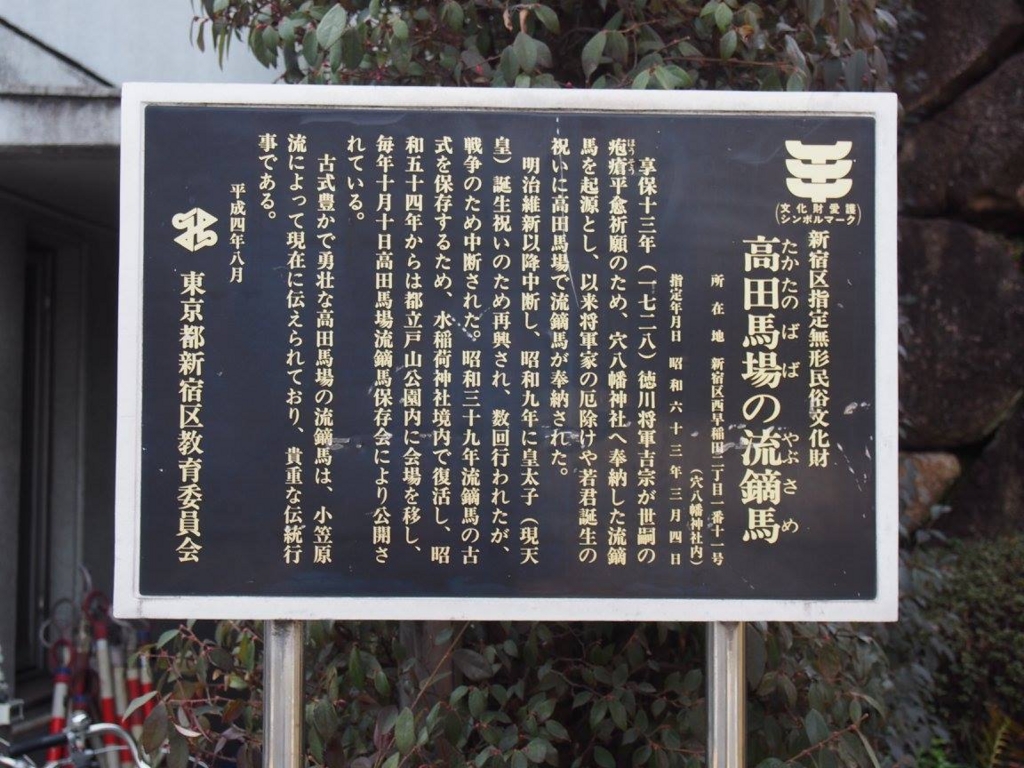 文化財愛護
シンボルマーク
新宿区指定無形民俗文化財
たかたのばば やぶさめ
高田馬場の流鏑馬
所在地 新宿区西早稲田二丁目一番十一号
(穴八幡神社内)
指定年月日 昭和六十三年三月四日
享保十三年(一七二八)徳川将軍吉宗が世嗣の
ほうそう
疱瘡平愈祈願のため、穴八幡神社へ奉納した流鏑
馬を起源とし、以来将軍家の厄除けや若君誕生の
祝いに高田馬場で流鏑馬が奉納された。
明治維新以降中断し、昭和九年に皇太子(現天
皇)誕生祝いのため再興され、数回行われたが、
戦争のため中断された。昭和三十九年流鏑馬の古
式を保存するため、水稲荷神社境内で復活し、昭
和五十四年からは都立戸山公園内に会場を移し、
毎年十月十日高田馬場流鏑馬保存会により公開さ
れている。
古式豊かで勇壮な高田馬場の流鏑馬は、小笠原
流によって現在に伝えられており、貴重な伝統行
事である。
平成四年八月
東京都新宿区教育委員会